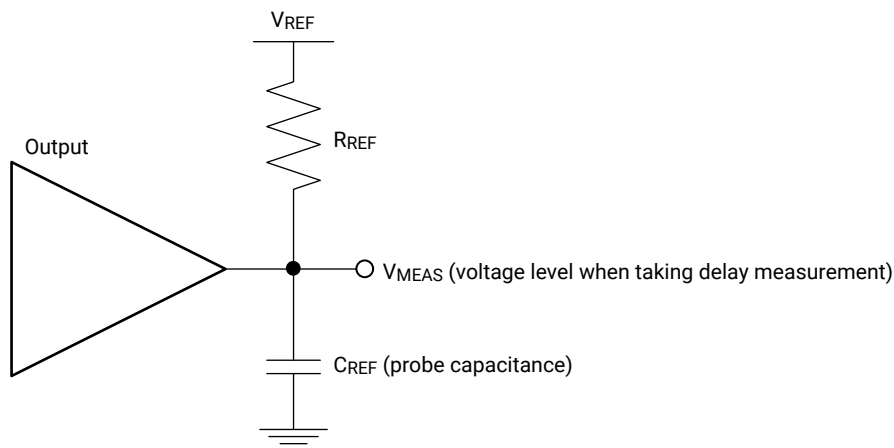 VREF
RREF
Output
VMEAS (voltage level when taking delay measurement)
CREF (probe capacitance)